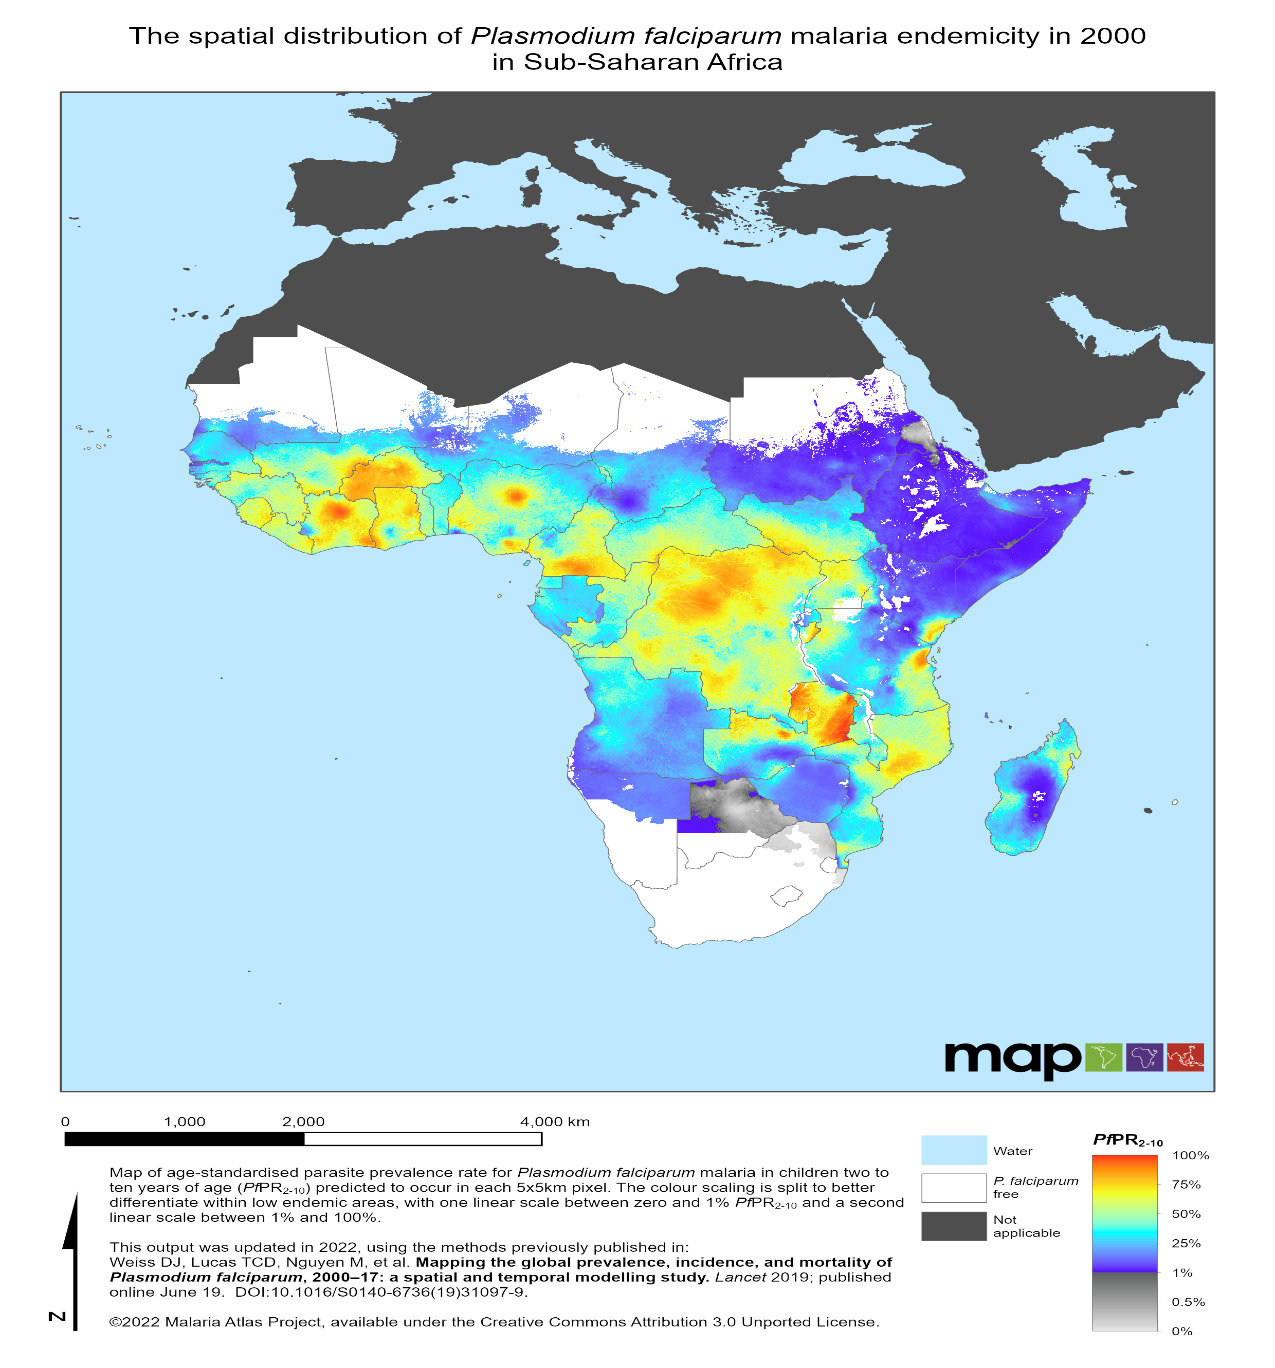 The spatial distribution of Plasmodium falciparum malaria endemicity in 2000
in Sub-Saharan Africa
map
0 1,000 2,000 4,000 km
Map of age-standardised parasite prevalence rate for Plasmodium falciparum malaria in children two to
ten years of age (PfPR2-10) predicted to occur in each 5x5km pixel. The colour scaling is split to better
differentiate within low endemic areas, with one linear scale between zero and 1% PfPR2-10 and a second
linear scale between 1% and 100%.
This output was updated in 2022, using the methods previously published in:
Weiss DJ, Lucas TCD, Nguyen M, et al. Mapping the global prevalence, incidence, and mortality of
Plasmodium falciparum, 2000–17: a spatial and temporal modelling study. Lancet 2019; published
online June 19. DOI:10.1016/S0140-6736(19)31097-9.
©2022 Malaria Atlas Project, available under the Creative Commons Attribution 3.0 Unported License.
N
Water
P. falciparum
free
Not
applicable
PfPR2-10
100%
75%
50%
25%
1%
0.5%
0%